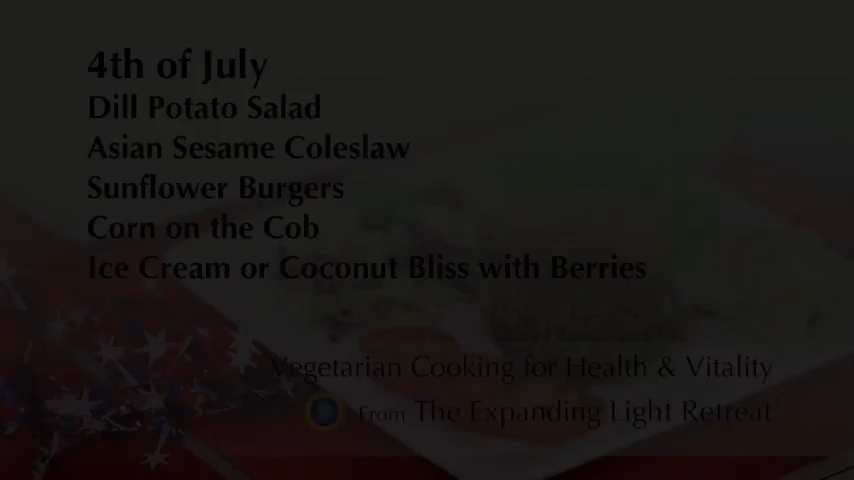 4th of July
Dill Potato Salad
Asian Sesame Coleslaw
Sunflower Burgers
Corn on the Cob
Ice Cream or Coconut Bliss with Berries
Vegetarian Cooking for Health & Vitality
From The Expanding Light Retreat